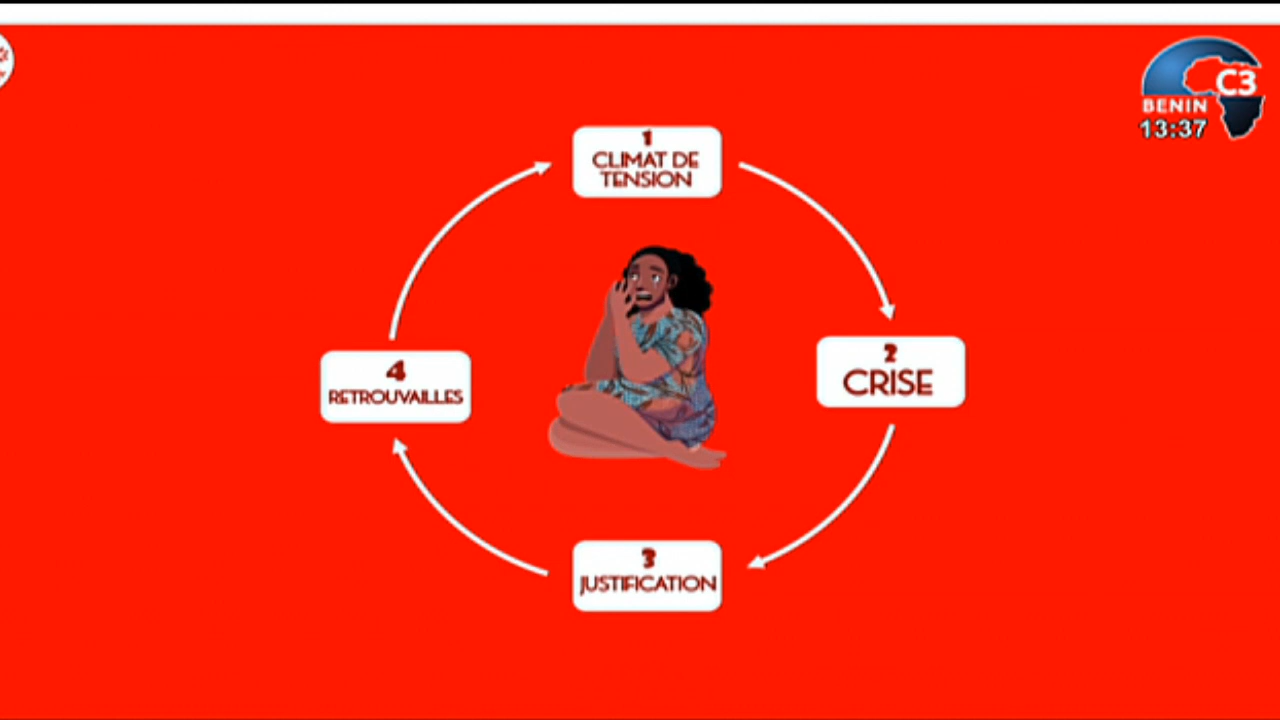 C3
BENIN
13:37
1
CLIMAT DE
TENSION
2
CRISE
3
JUSTIFICATION
4
RETROUVAILLES